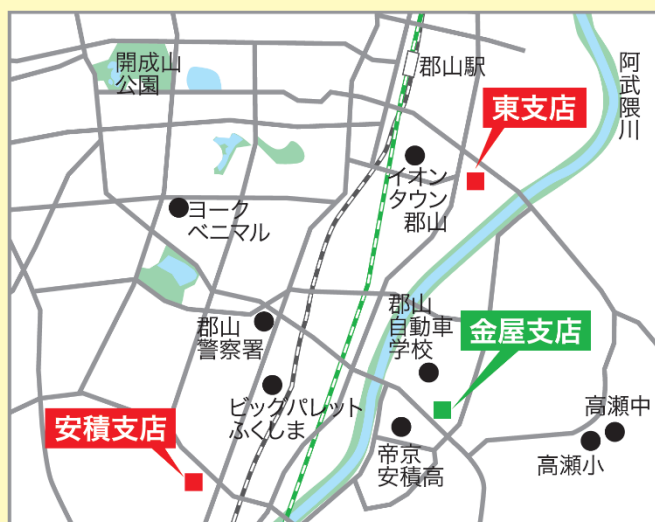 開成山
公園
郡山駅
阿武隈川
東支店
イオン
タウン
郡山
ヨーク
ベニマル
郡山
警察署
郡山
自動車
学校
金屋支店
ビッグパレット
ふくしま
安積支店
帝京
安積高
高瀬中
高瀬小